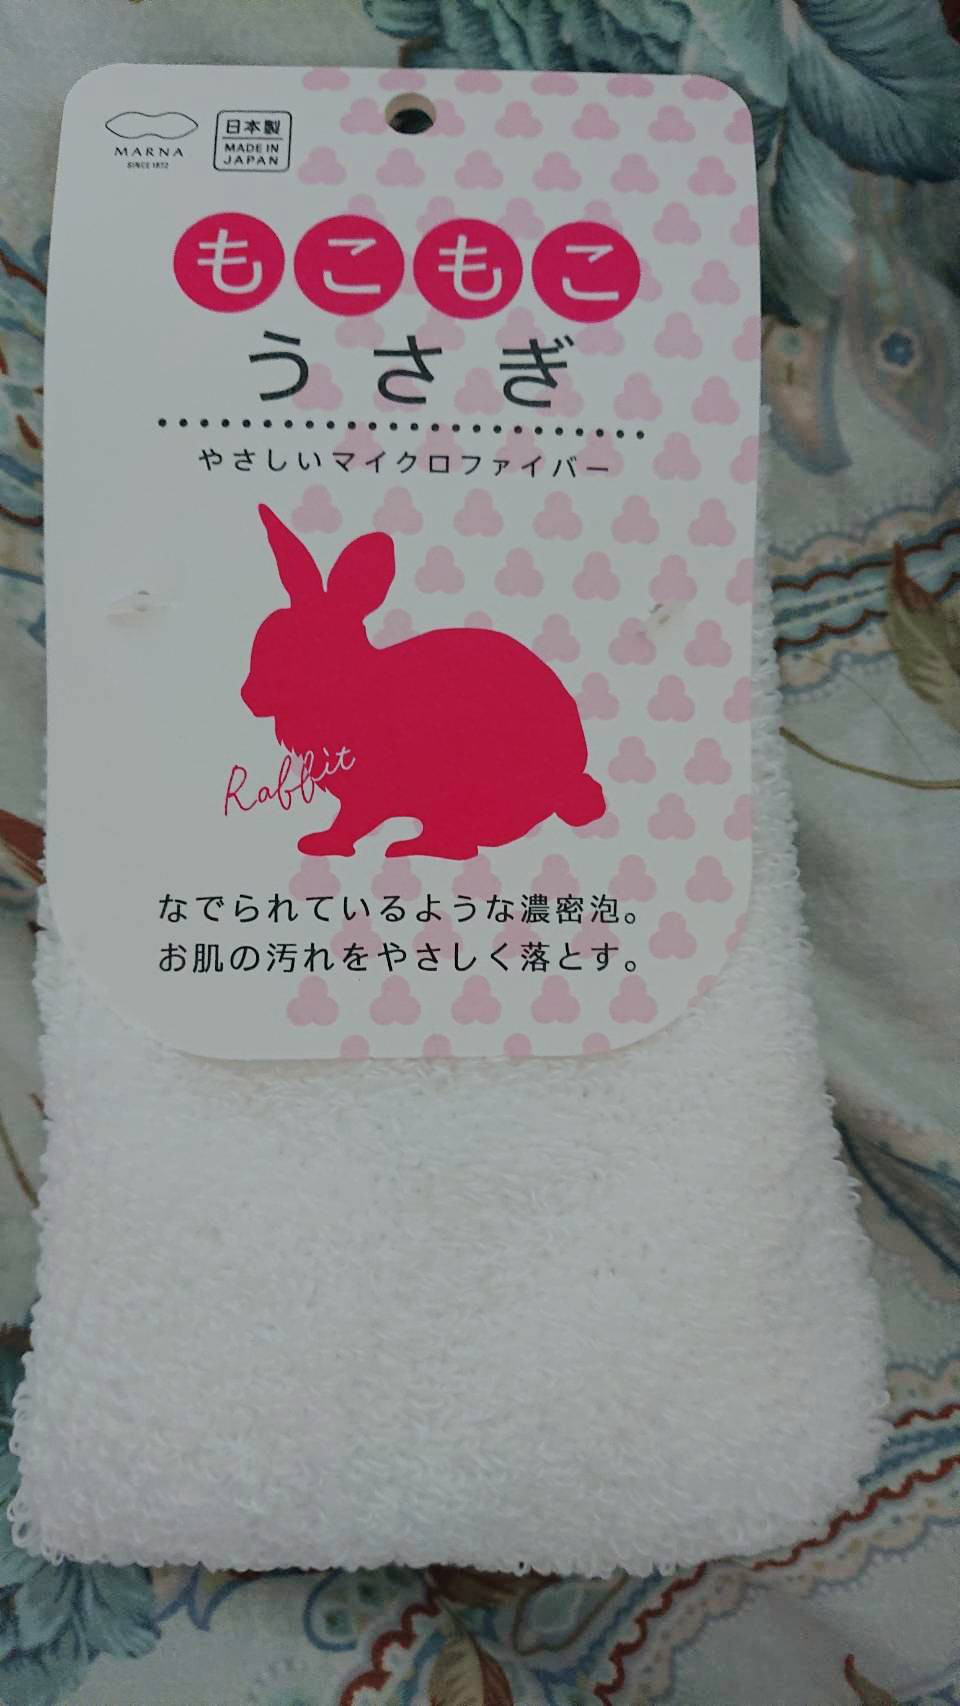 MARNA
SINCE 1872
日本製
MADE IN
JAPAN
もこもこ
うさぎ
やさしいマイクロファイバー
Rabbit
なでられているような濃密泡。
お肌の汚れをやさしく落とす。